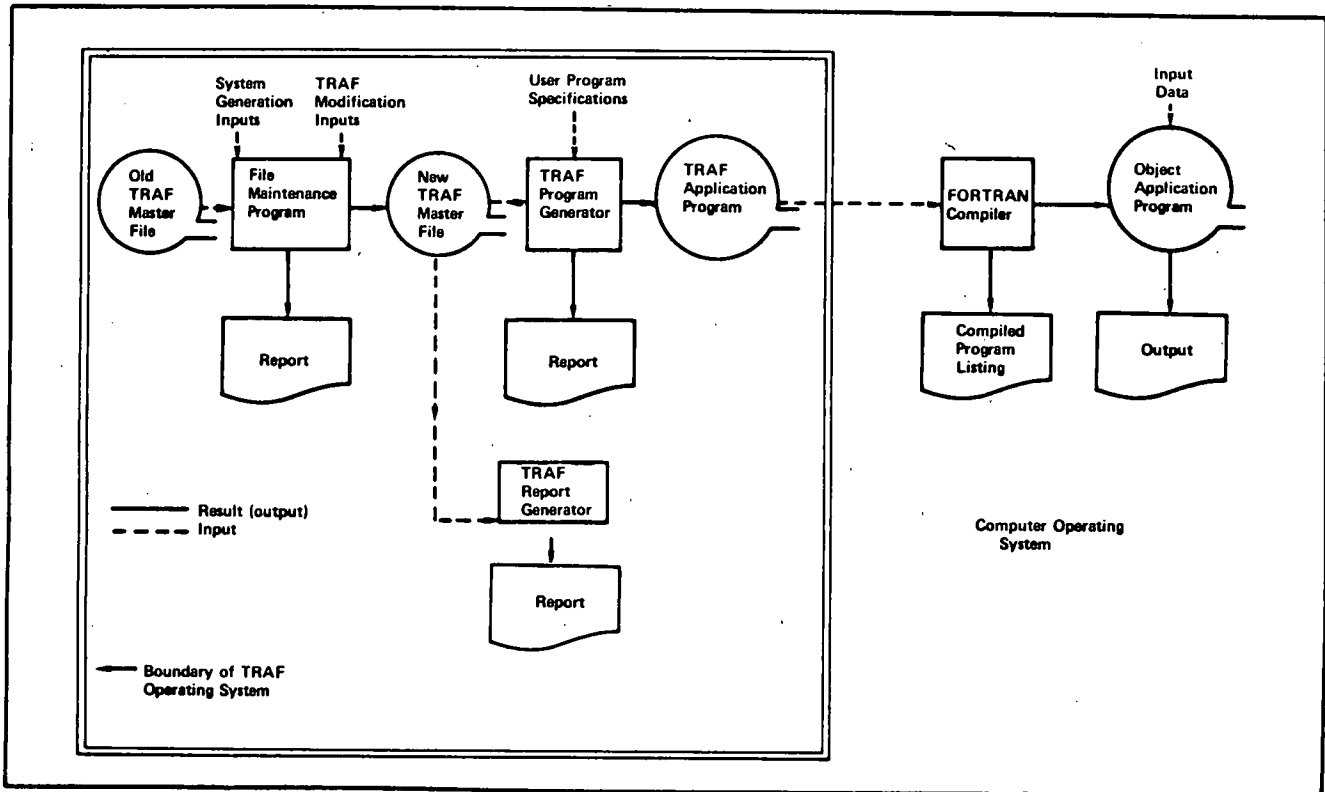 System
Generation
Inputs
TRAF
Modification
Inputs
User Program
Specifications
Input
Data
Old
TRAF
Master
File
File
Maintenance
Program
New
TRAF
Master
File
TRAF
Program
Generator
TRAF
Application
Program
FORTRAN
Compiler
Object
Application
Program
Report
Report
Compiled
Program
Listing
Output
TRAF
Report
Generator
Result (output)
Input
Computer Operating
System
Report
Boundary of TRAF
Operating System